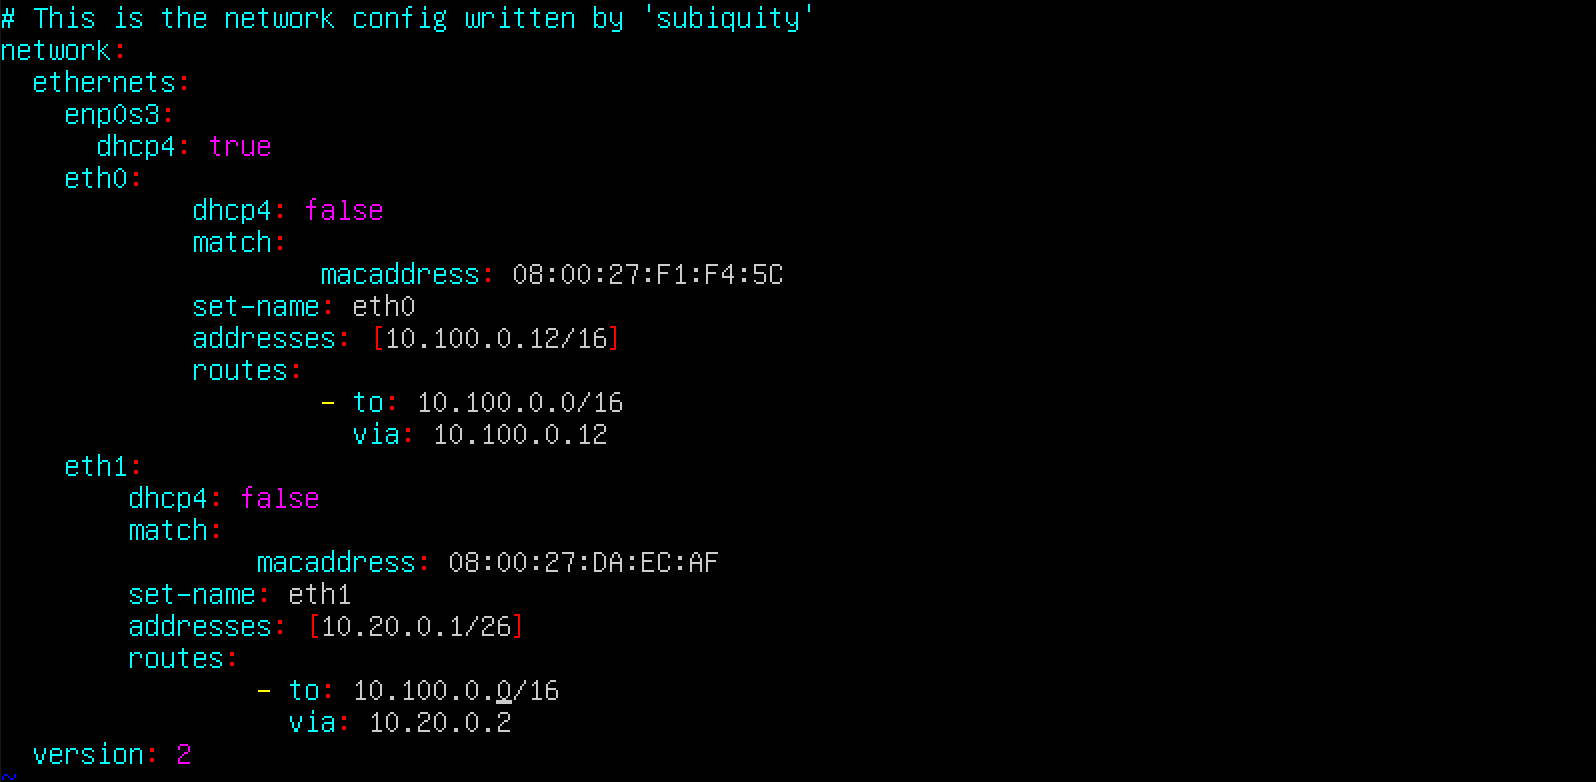 # This is the network config written by 'subiquity'
network:
  ethernets:
    enp0s3:
      dhcp4: true
    eth0:
            dhcp4: false
            match:
                    macaddress: 08:00:27:F1:F4:5C
            set-name: eth0
            addresses: [10.100.0.12/16]
            routes:
                    - to: 10.100.0.0/16
                      via: 10.100.0.12
    eth1:
        dhcp4: false
        match:
                macaddress: 08:00:27:DA:EC:AF
        set-name: eth1
        addresses: [10.20.0.1/26]
        routes:
                - to: 10.100.0.0/16
                  via: 10.20.0.2
  version: 2
~